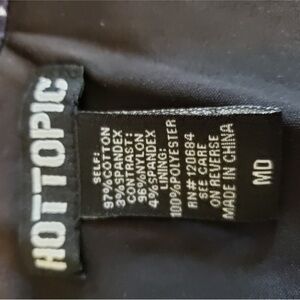 HOTTOPIC
SELF:
97%COTTON
3%SPANDEX
CONTRAST:
96%NYLON
4%SPANDEX
LINING:
100%POLYESTER
RN#120684
SEE CARE
ON REVERSE
MADE IN CHINA
MD